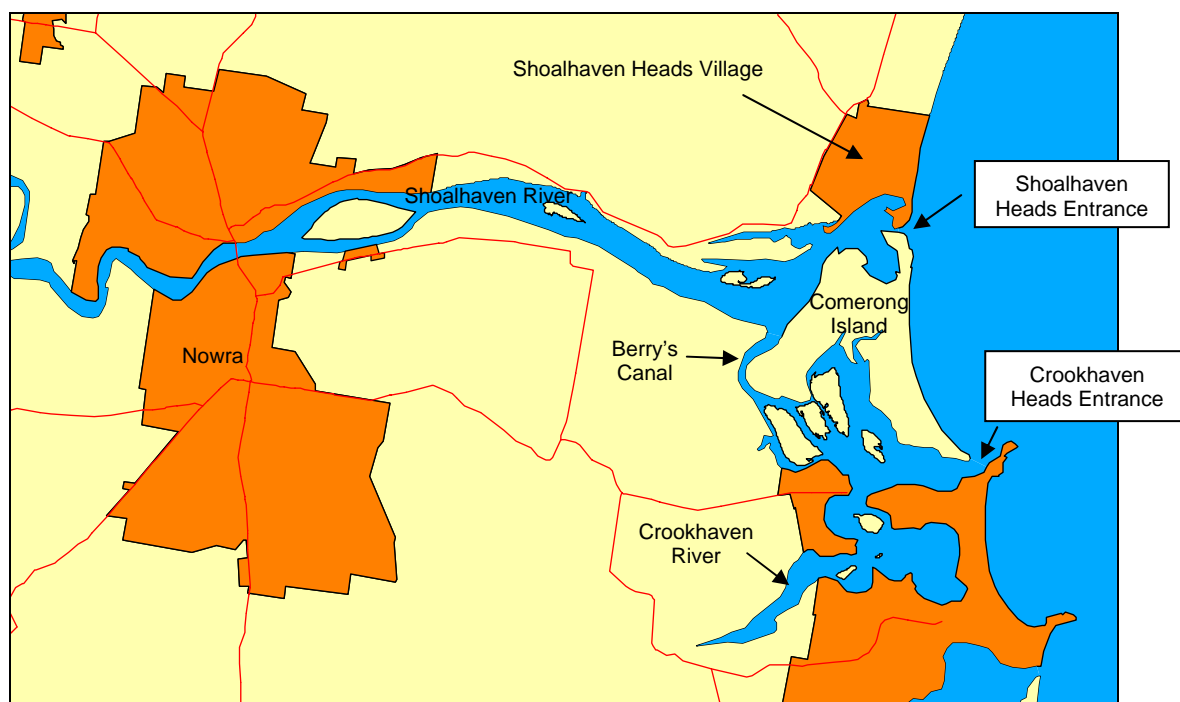 Shoalhaven Heads Village
Shoalhaven
Heads Entrance
Shoalhaven River
Comerong
Island
Nowra
Berry's
Canal
Crookhaven
Heads Entrance
Crookhaven
River